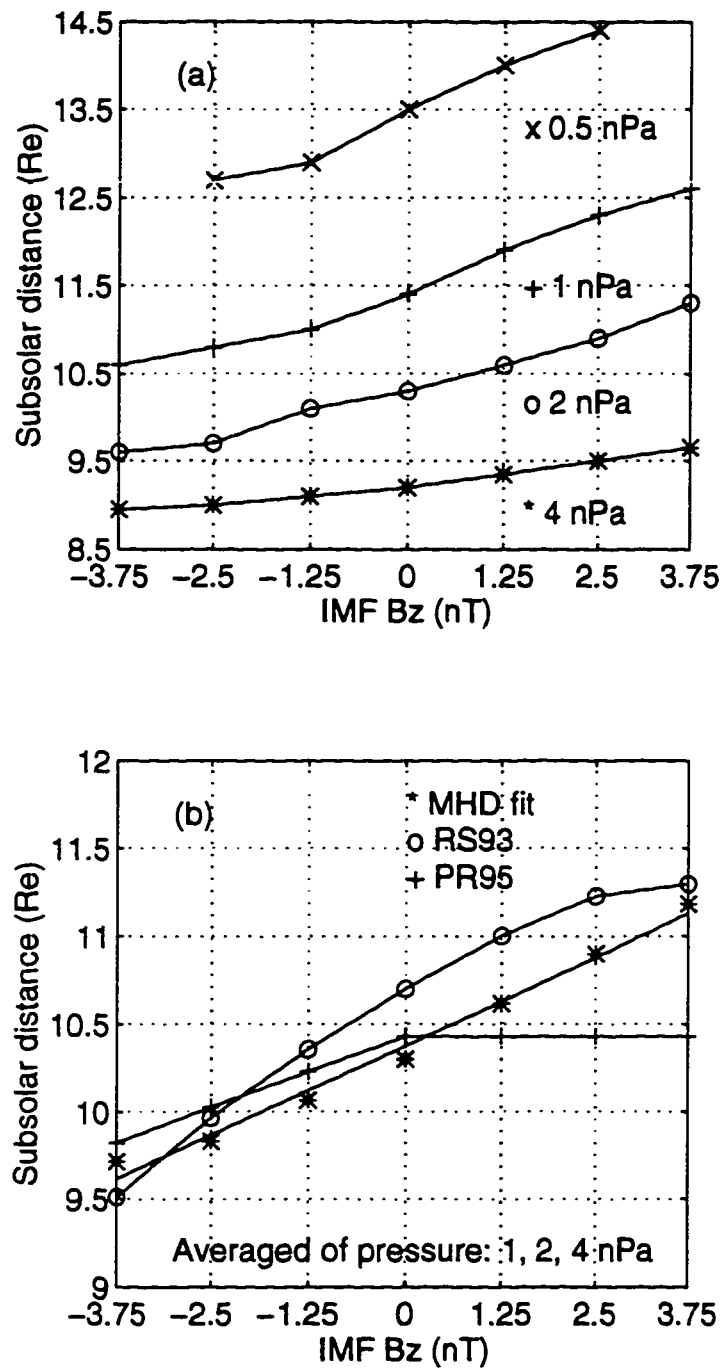 14.5
(a)
13.5
x 0.5 nPa
12.5
11.5
+ 1 nPa
10.5
o 2 nPa
9.5
* 4 nPa
8.5
−3.75 −2.5 −1.25 0 1.25 2.5 3.75
IMF Bz (nT)
Subsolar distance (Re)
12
(b)
* MHD fit
o RS93
+ PR95
11.5
11
10.5
10
9.5
Averaged of pressure: 1, 2, 4 nPa
9
−3.75 −2.5 −1.25 0 1.25 2.5 3.75
IMF Bz (nT)
Subsolar distance (Re)